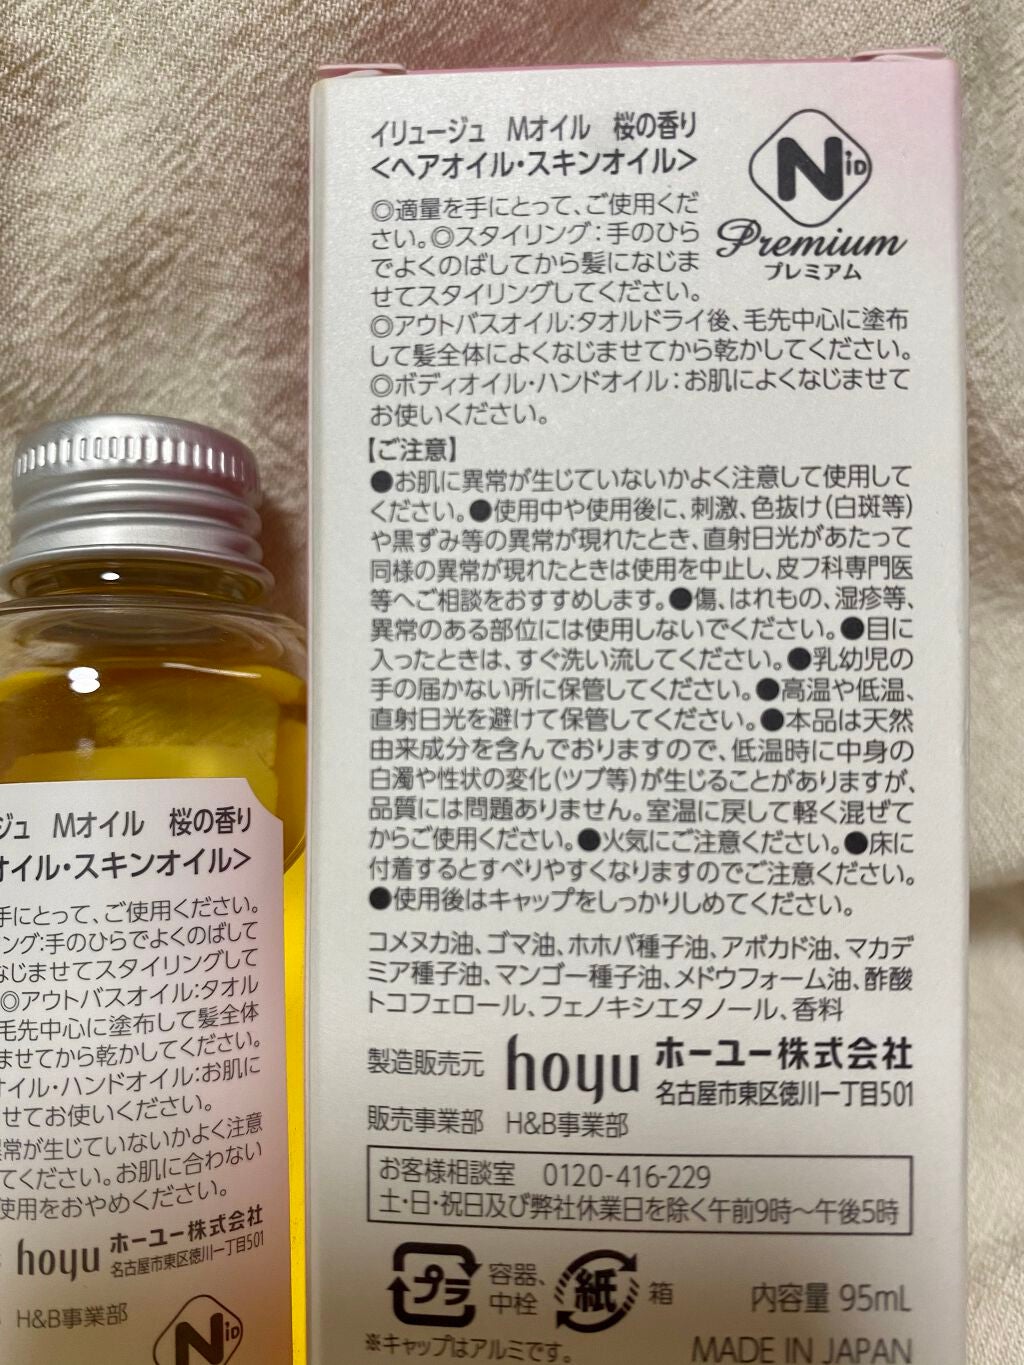 イリュージュ Mオイル 桜の香り
<ヘアオイル・スキンオイル>
N iD
Premium
プレミアム
◎適量を手にとって、ご使用くだ
さい。◎スタイリング：手のひら
でよくのばしてから髪になじま
せてスタイリングしてください。
◎アウトバスオイル：タオルドライ後、毛先中心に塗布
して髪全体によくなじませてから乾かしてください。
◎ボディオイル・ハンドオイル：お肌によくなじませて
お使いください。
【ご注意】
●お肌に異常が生じていないかよく注意して使用して
ください。●使用中や使用後に、刺激、色抜け(白斑等)
や黒ずみ等の異常が現れたとき、直射日光があたって
同様の異常が現れたときは使用を中止し、皮フ科専門医
等へご相談をおすすめします。●傷、はれもの、湿疹等、
異常のある部位には使用しないでください。●目に
入ったときは、すぐ洗い流してください。●乳幼児の
手の届かない所に保管してください。●高温や低温、
直射日光を避けて保管してください。●本品は天然
由来成分を含んでおりますので、低温時に中身の
白濁や性状の変化(ツブ等)が生じることがありますが、
品質には問題ありません。室温に戻して軽く混ぜて
からご使用ください。●火気にご注意ください。●床に
付着するとすべりやすくなりますのでご注意ください。
●使用後はキャップをしっかりしめてください。
コメヌカ油、ゴマ油、ホホバ種子油、アボカド油、マカデ
ミア種子油、マンゴー種子油、メドウフォーム油、酢酸
トコフェロール、フェノキシエタノール、香料
製造販売元 hoyu ホーユー株式会社
名古屋市東区徳川一丁目501
販売事業部 H&B事業部
お客様相談室 0120-416-229
土・日・祝日及び弊社休業日を除く午前9時～午後5時
プラ 容器、中栓 紙 箱 内容量 95mL
※キャップはアルミです。 MADE IN JAPAN
ジュ Mオイル 桜の香り
オイル・スキンオイル>
手にとって、ご使用ください。
ング：手のひらでよくのばして
なじませてスタイリングして
◎アウトバスオイル：タオル
毛先中心に塗布して髪全体
ませてから乾かしてください。
オイル・ハンドオイル：お肌に
せてお使いください。
異常が生じていないかよく注意
てください。お肌に合わない
使用をおやめください。
hoyu ホーユー株式会社
名古屋市東区徳川一丁目501
H&B事業部
N iD